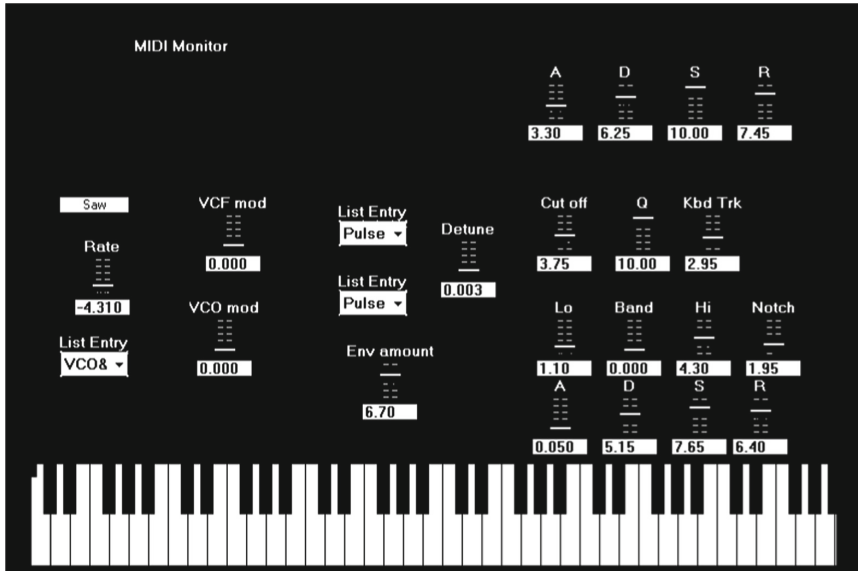 MIDI Monitor
A D S R
3.30 6.25 10.00 7.45
Saw
VCF mod
0.000
Rate
-4.310
VCO mod
0.000
List Entry
VCO&
List Entry
Pulse
List Entry
Pulse
Detune
0.003
Env amount
6.70
Cut off Q Kbd Trk
3.75 10.00 2.95
Lo Band Hi Notch
1.10 0.000 4.30 1.95
A D S R
0.050 5.15 7.65 6.40